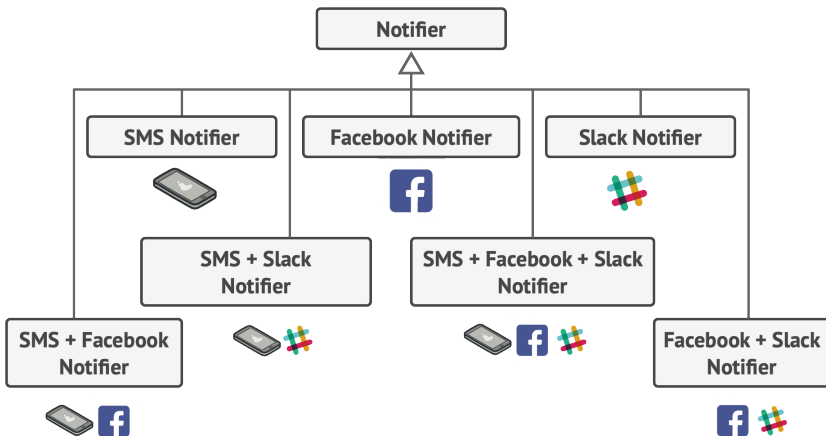 Notifier
SMS Notifier
Facebook Notifier
Slack Notifier
SMS + Slack
Notifier
SMS + Facebook + Slack
Notifier
SMS + Facebook
Notifier
Facebook + Slack
Notifier